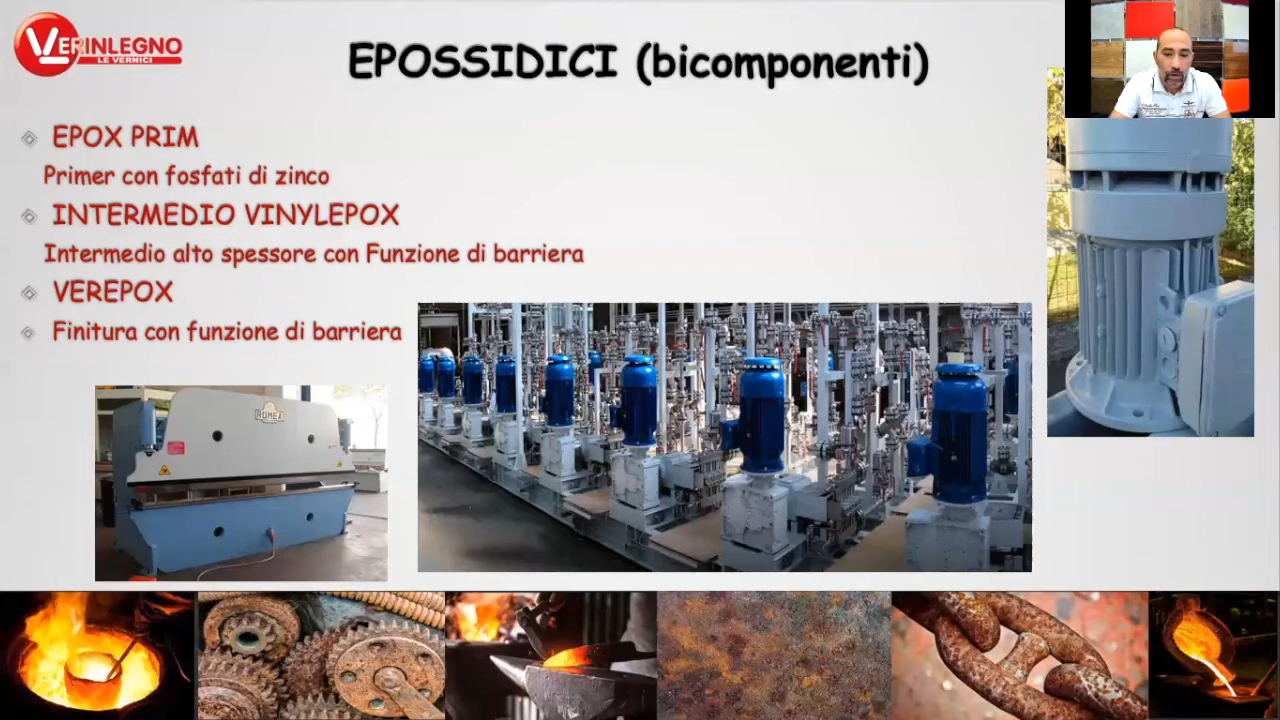 VERINLEGNO
LE VERNICI
EPOSSIDICI (bicomponenti)
EPOX PRIM
Primer con fosfati di zinco
INTERMEDIO VINYLEPOX
Intermedio alto spessore con Funzione di barriera
VEREPOX
Finitura con funzione di barriera
ROMEA